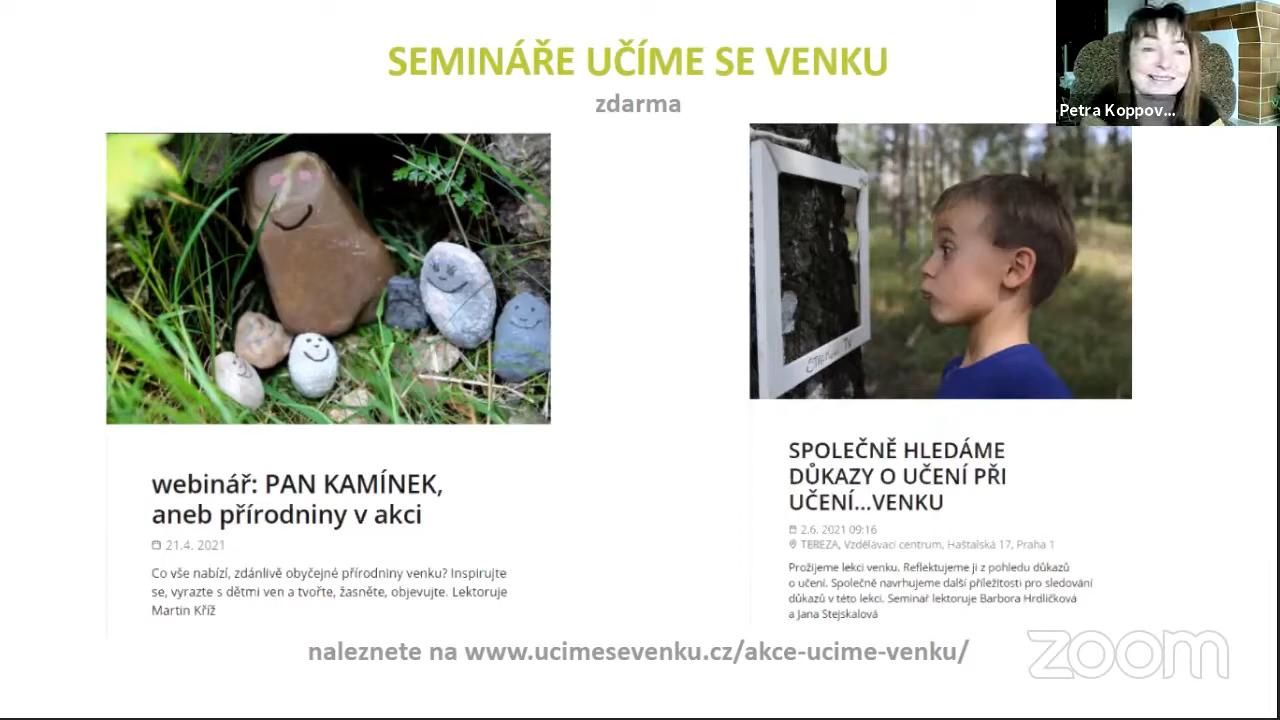 SEMINÁŘE UČÍME SE VENKU
zdarma
Petra Koppov...
webinář: PAN KAMÍNEK,
aneb přírodniny v akci
21.4. 2021
Co vše nabízí, zdánlivě obyčejné přírodniny venku? Inspirujte
se, vyrazte s dětmi ven a tvořte, žasněte, objevujte. Lektoruje
Martin Kříž
SPOLEČNĚ HLEDÁME
DŮKAZY O UČENÍ PŘI
UČENÍ...VENKU
2.6. 2021 09:16
TEREZA, Vzdělávací centrum, Haštalská 17, Praha 1
Prožijeme lekci venku. Reflektujeme ji z pohledu důkazů
o učení. Společně navrhujeme další příležitosti pro sledování
důkazů v této lekci. Seminář lektoruje Barbora Hrdličková
a Jana Stejskalová
naleznete na www.ucimesevenku.cz/akce-ucime-venku/
zoom